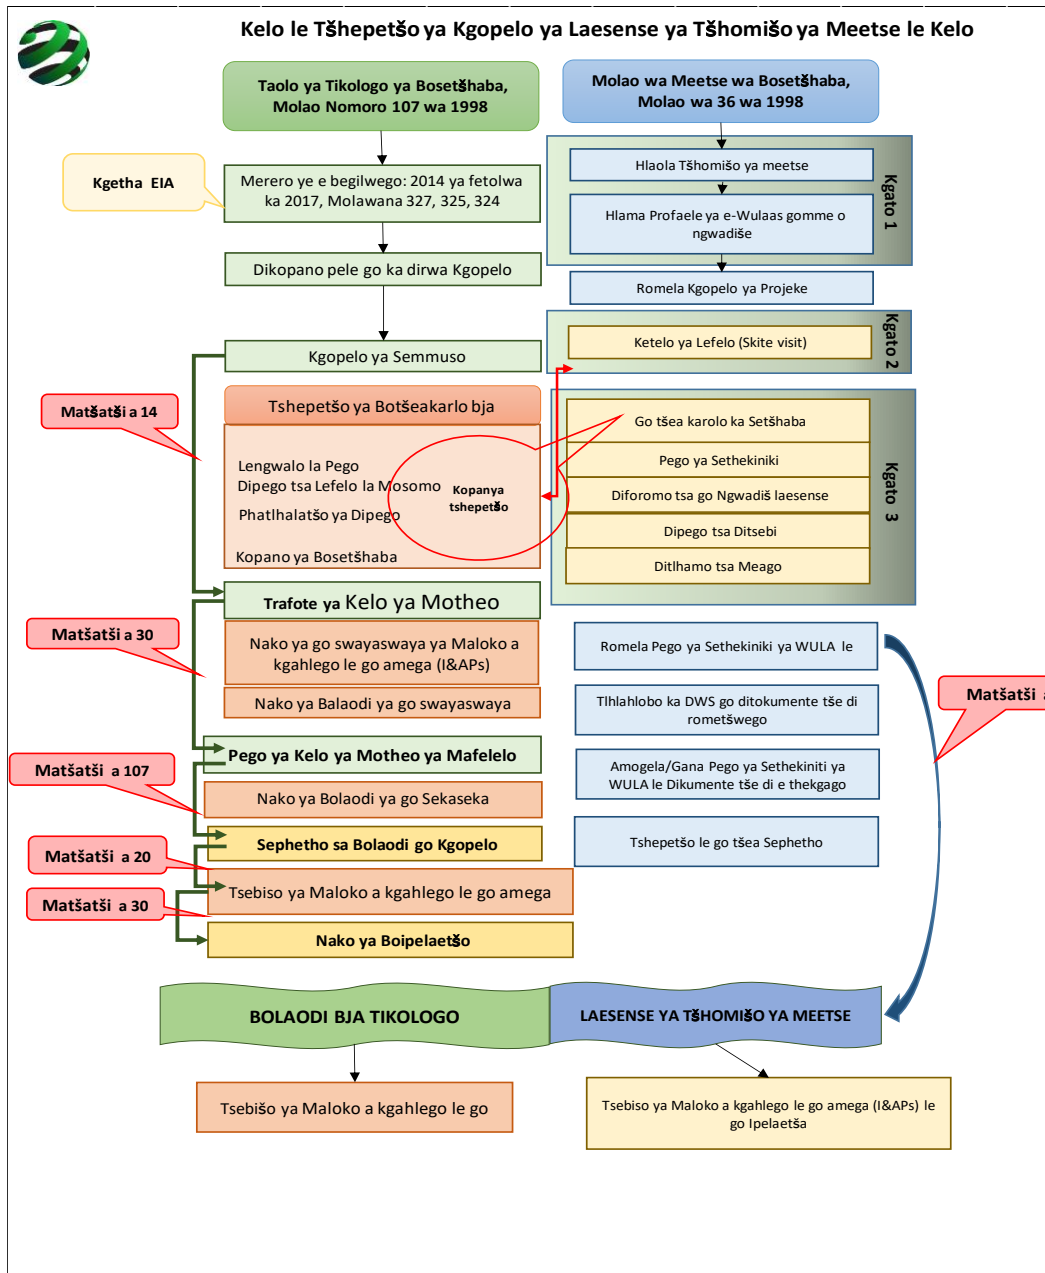 Kelo le Tšhepetšo ya Kgopelo ya Laesense ya Tšhomišo ya Meetse le Kelo
Taolo ya Tikologo ya Bosetšhaba,
Molao Nomoro 107 wa 1998
Molao wa Meetse wa Bosetšhaba,
Molao wa 36 wa 1998
Kgetha EIA
Merero ye e begilwego: 2014 ya fetolwa
ka 2017, Molawana 327, 325, 324
Dikopano pele go ka dirwa Kgopelo
Kgopelo ya Semmuso
Hlaola Tšhomišo ya meetse
Hlama Profaele ya e-Wulaas gomme o
ngwadiše
Kgato 1
Romela Kgopelo ya Projeke
Ketelo ya Lefelo (Skite visit)
Kgato 2
Matšatši a 14
Tshepetšo ya Botšeakarlo bja
Lengwalo la Pego
Dipego tsa Lefelo la Mosomo
Phatlhalatšo ya Dipego
Kopano ya Bosetšhaba
Kopanya
tshepetšo
Go tšea karolo ka Setšhaba
Pego ya Sethekiniki
Diforomo tsa go Ngwadiš laesense
Dipego tsa Ditsebi
Ditlhamo tsa Meago
Kgato 3
Trafote ya Kelo ya Motheo
Matšatši a 30
Nako ya go swayaswaya ya Maloko a
kgahlego le go amega (I&APs)
Nako ya Balaodi ya go swayaswaya
Pego ya Kelo ya Motheo ya Mafelelo
Matšatši a 107
Nako ya Bolaodi ya go Sekaseka
Sephetho sa Bolaodi go Kgopelo
Matšatši a 20
Tsebiso ya Maloko a kgahlego le go amega
Matšatši a 30
Nako ya Boipelaetšo
Romela Pego ya Sethekiniki ya WULA le
Tlhlahlobo ka DWS go ditokumente tše di
rometšwego
Amogela/Gana Pego ya Sethekiniti ya
WULA le Dikumente tše di e thekgago
Tshepetšo le go tšea Sephetho
Matšatši a
BOLAODI BJA TIKOLOGO
LAESENSE YA TŠHOMIŠO YA MEETSE
Tsebišo ya Maloko a kgahlego le go
Tsebiso ya Maloko a kgahlego le go amega (I&APs) le
go Ipelaetša